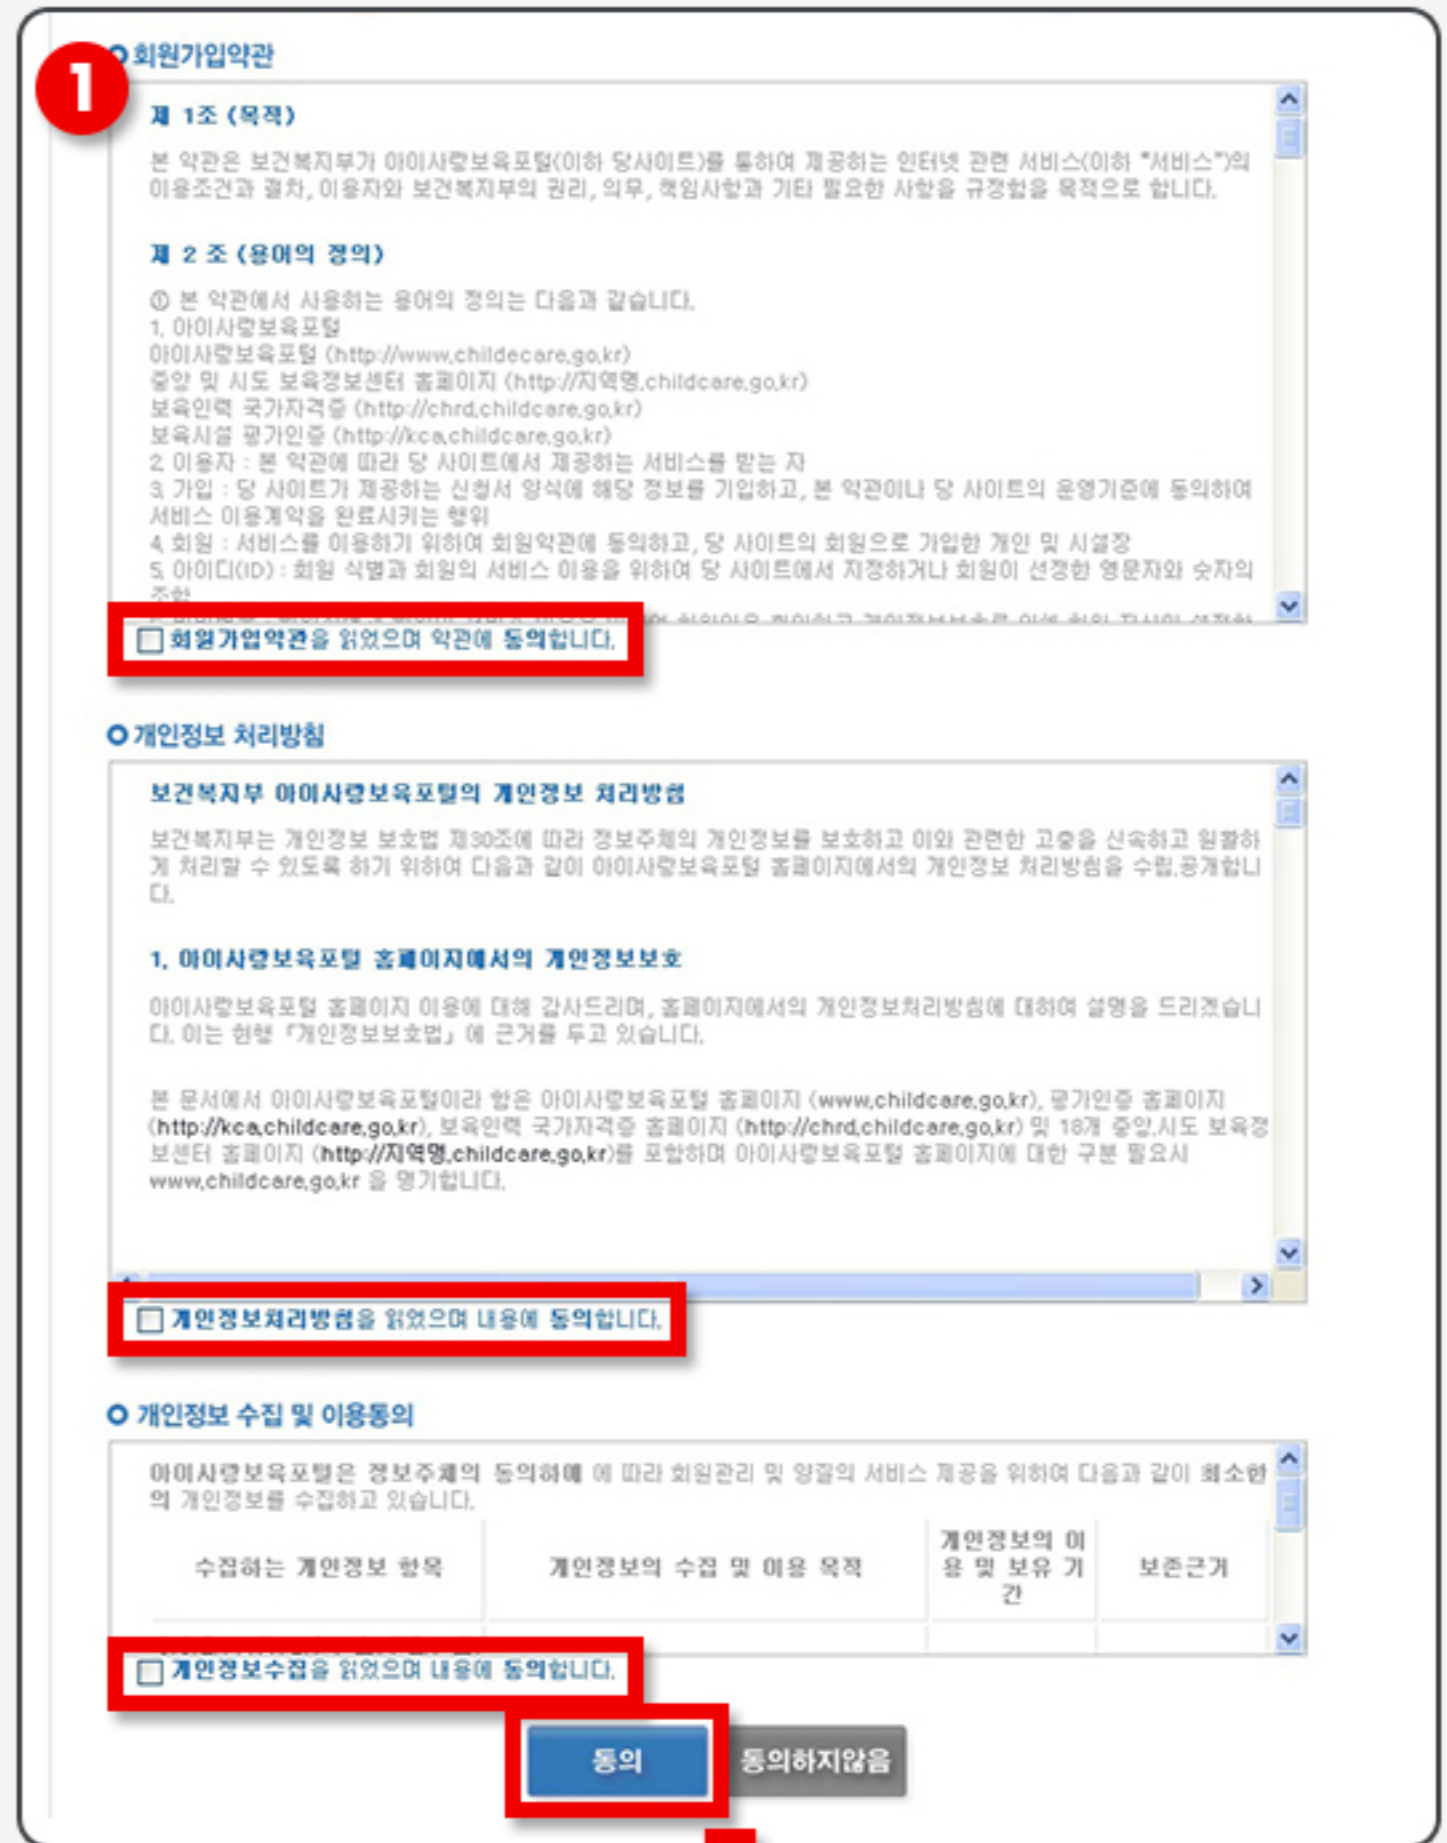 1
회원가입약관
제 1조 (목적)
본 약관은 보건복지부가 아이사랑보육포털(이하 당사이트)를 통하여 제공하는 인터넷 관련 서비스(이하 "서비스")의
이용조건과 절차, 이용자와 보건복지부의 권리, 의무, 책임사항과 기타 필요한 사항을 규정함을 목적으로 합니다.
제 2 조 (용어의 정의)
① 본 약관에서 사용하는 용어의 정의는 다음과 같습니다.
1. 아이사랑보육포털
아이사랑보육포털 (http://www.childecare.go.kr)
중앙 및 시도 보육정보센터 홈페이지 (http://지역명.childcare.go.kr)
보육인력 국가자격증 (http://chrd.childcare.go.kr)
보육시설 평가인증 (http://kca.childcare.go.kr)
2. 이용자 : 본 약관에 따라 당 사이트에서 제공하는 서비스를 받는 자
3. 가입 : 당 사이트가 제공하는 신청서 양식에 해당 정보를 기입하고, 본 약관이나 당 사이트의 운영기준에 동의하여
서비스 이용계약을 완료시키는 행위
4. 회원 : 서비스를 이용하기 위하여 회원약관에 동의하고, 당 사이트의 회원으로 가입한 개인 및 시설장
5. 아이디(ID) : 회원 식별과 회원의 서비스 이용을 위하여 당 사이트에서 지정하거나 회원이 선정한 영문자와 숫자의
조합
회원가입약관을 읽었으며 약관에 동의합니다.
개인정보 처리방침
보건복지부 아이사랑보육포털의 개인정보 처리방침
보건복지부는 개인정보 보호법 제30조에 따라 정보주체의 개인정보를 보호하고 이와 관련한 고충을 신속하고 원활하
게 처리할 수 있도록 하기 위하여 다음과 같이 아이사랑보육포털 홈페이지에서의 개인정보 처리방침을 수립.공개합니
다.
1. 아이사랑보육포털 홈페이지에서의 개인정보보호
아이사랑보육포털 홈페이지 이용에 대해 감사드리며, 홈페이지에서의 개인정보처리방침에 대하여 설명을 드리겠습니
다. 이는 현행 「개인정보보호법」에 근거를 두고 있습니다.
본 문서에서 아이사랑보육포털이라 함은 아이사랑보육포털 홈페이지 (www.childcare.go.kr), 평가인증 홈페이지
(http://kca.childcare.go.kr), 보육인력 국가자격증 홈페이지 (http://chrd.childcare.go.kr) 및 18개 중앙.시도 보육정
보센터 홈페이지 (http://지역명.childcare.go.kr)를 포함하며 아이사랑보육포털 홈페이지에 대한 구분 필요시
www.childcare.go.kr 을 명기합니다.
개인정보처리방침을 읽었으며 내용에 동의합니다.
개인정보 수집 및 이용동의
아이사랑보육포털은 정보주체의 동의하에 에 따라 회원관리 및 양질의 서비스 제공을 위하여 다음과 같이 최소한
의 개인정보를 수집하고 있습니다.
수집하는 개인정보 항목
개인정보의 수집 및 이용 목적
개인정보의 이
용 및 보유 기
간
보존근거
개인정보수집을 읽었으며 내용에 동의합니다.
동의
동의하지않음